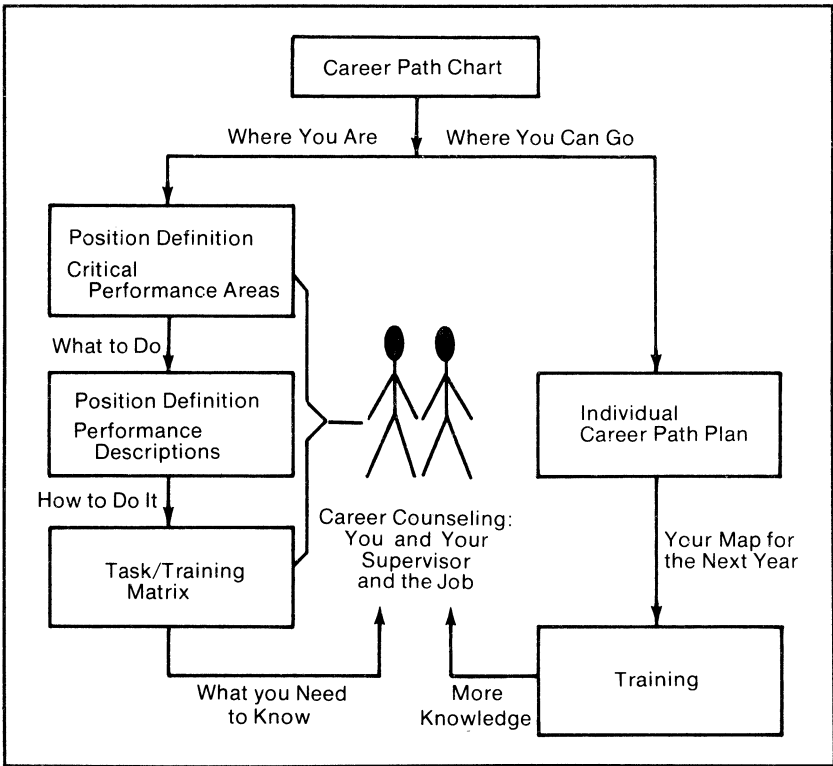 Career Path Chart
Where You Are
Where You Can Go
Position Definition
Critical
Performance Areas
What to Do
Position Definition
Performance
Descriptions
How to Do It
Task/Training
Matrix
What you Need
to Know
Career Counseling:
You and Your
Supervisor
and the Job
Individual
Career Path Plan
Your Map for
the Next Year
Training
More
Knowledge